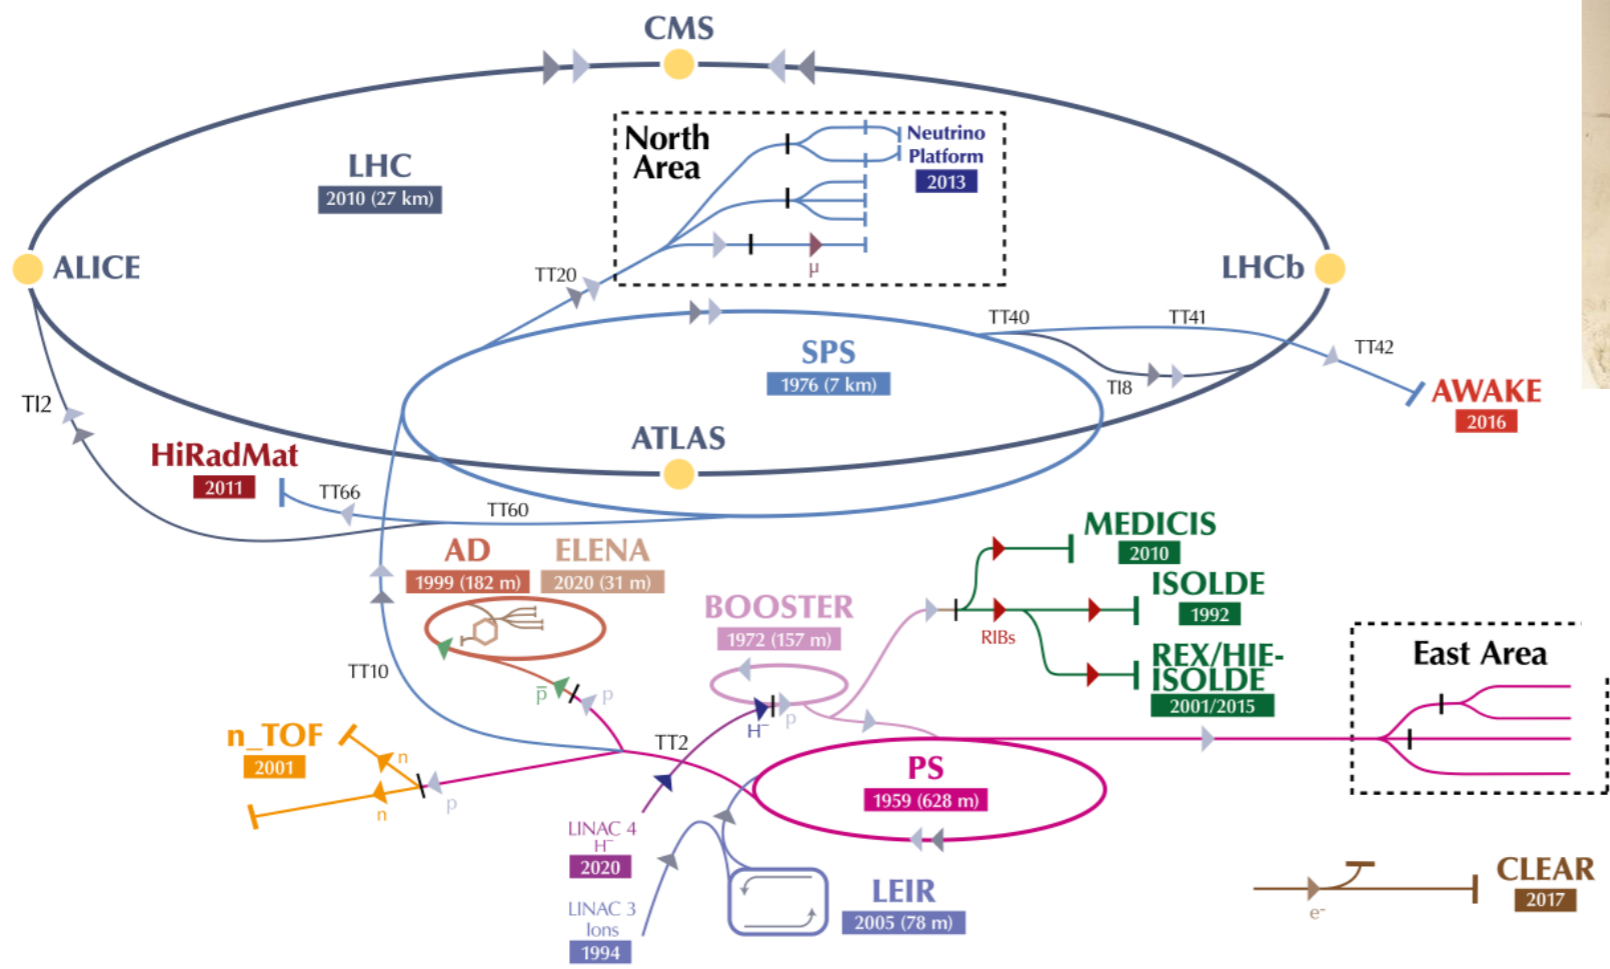 CMS
North
Area
Neutrino
Platform
2013
LHC
2010 (27 km)
μ
ALICE
LHCb
TT20
TT40
TT41
TT42
SPS
1976 (7 km)
TI8
TI2
AWAKE
2016
ATLAS
HiRadMat
2011
TT66
TT60
MEDICIS
2010
AD
1999 (182 m)
ELENA
2020 (31 m)
ISOLDE
1992
BOOSTER
1972 (157 m)
RIBs
REX/HIE-
ISOLDE
2001/2015
East Area
TT10
p̅
p
H⁻
p
n_TOF
2001
n
n
p
TT2
PS
1959 (628 m)
LINAC 4
H⁻
2020
LINAC 3
Ions
1994
LEIR
2005 (78 m)
CLEAR
2017
e⁻